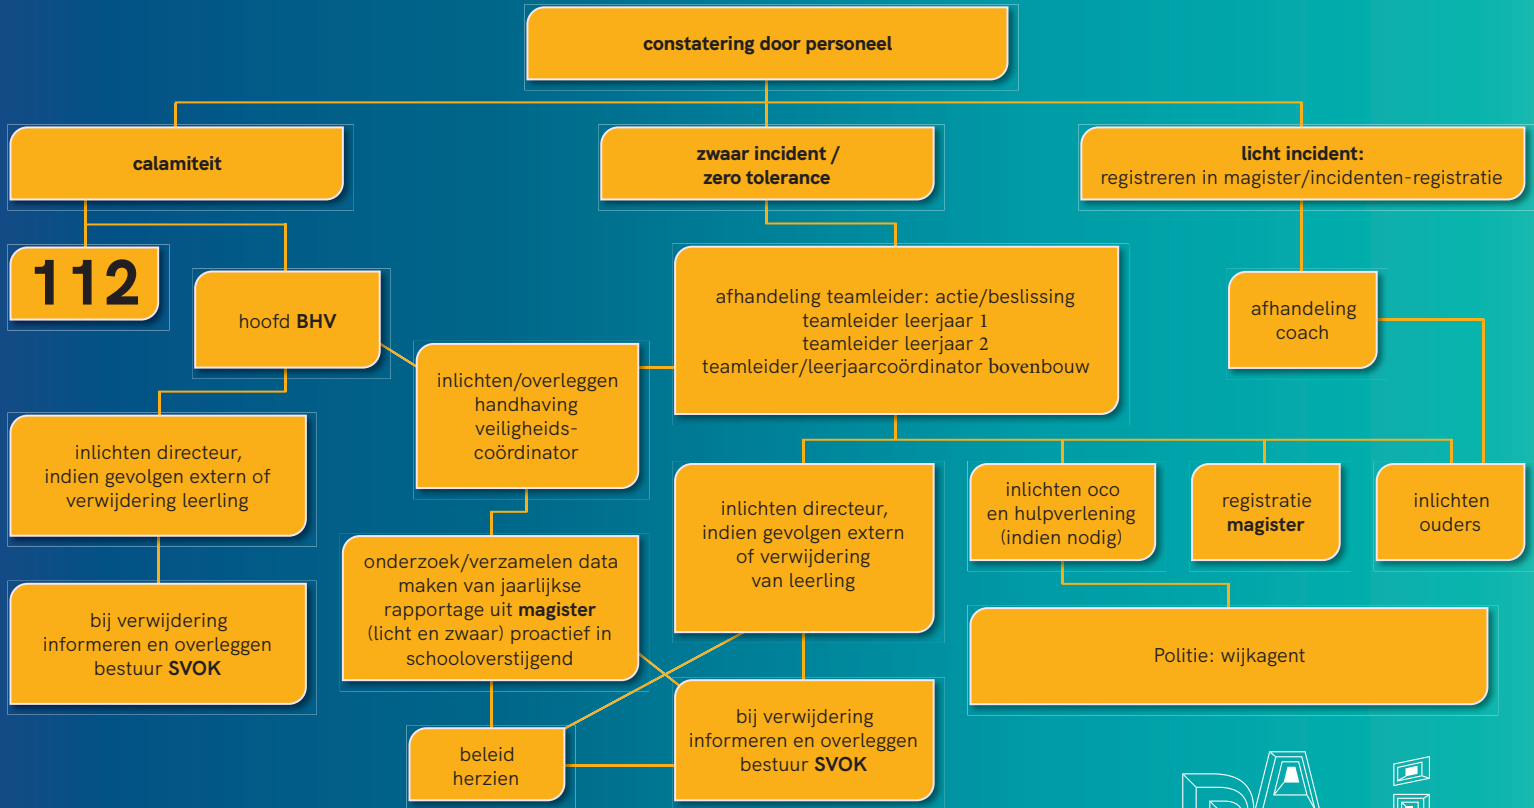 constatering door personeel
calamiteit
zwaar incident /
zero tolerance
licht incident:
registreren in magister/incidenten-registratie
112
hoofd BHV
afhandeling teamleider: actie/beslissing
teamleider leerjaar 1
teamleider leerjaar 2
teamleider/leerjaarcoördinator bovenbouw
afhandeling
coach
inlichten/overleggen
handhaving
veiligheids-
coördinator
inlichten directeur,
indien gevolgen extern of
verwijdering leerling
inlichten directeur,
indien gevolgen extern
of verwijdering
van leerling
inlichten oco
en hulpverlening
(indien nodig)
registratie
magister
inlichten
ouders
onderzoek/verzamelen data
maken van jaarlijkse
rapportage uit magister
(licht en zwaar) proactief in
schooloverstijgend
bij verwijdering
informeren en overleggen
bestuur SVOK
Politie: wijkagent
bij verwijdering
informeren en overleggen
bestuur SVOK
beleid
herzien